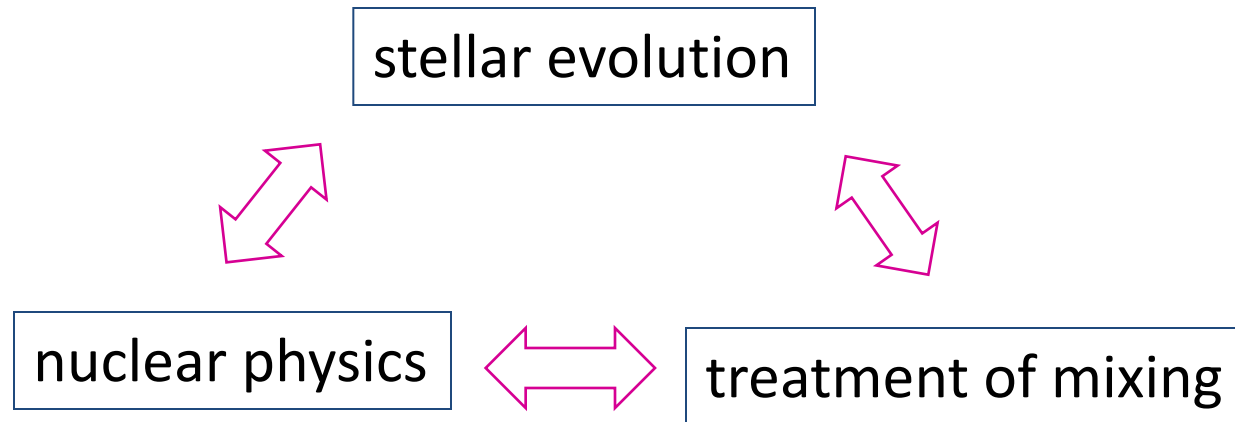 stellar evolution
nuclear physics
treatment of mixing